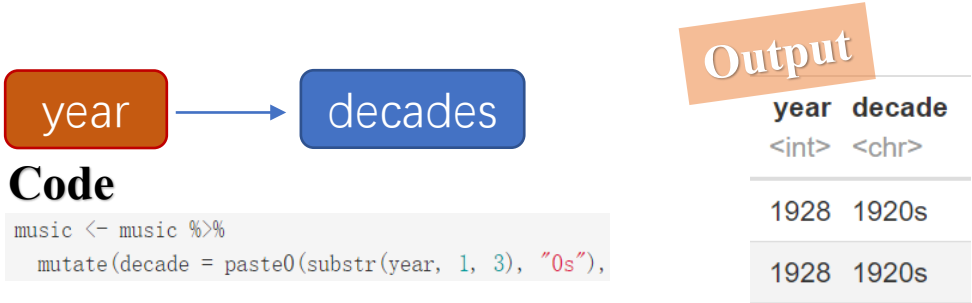 year
decades
Code
music <- music %>%
mutate(decade = paste0(substr(year, 1, 3), "0s"),
Output
year decade
<int> <chr>
1928 1920s
1928 1920s